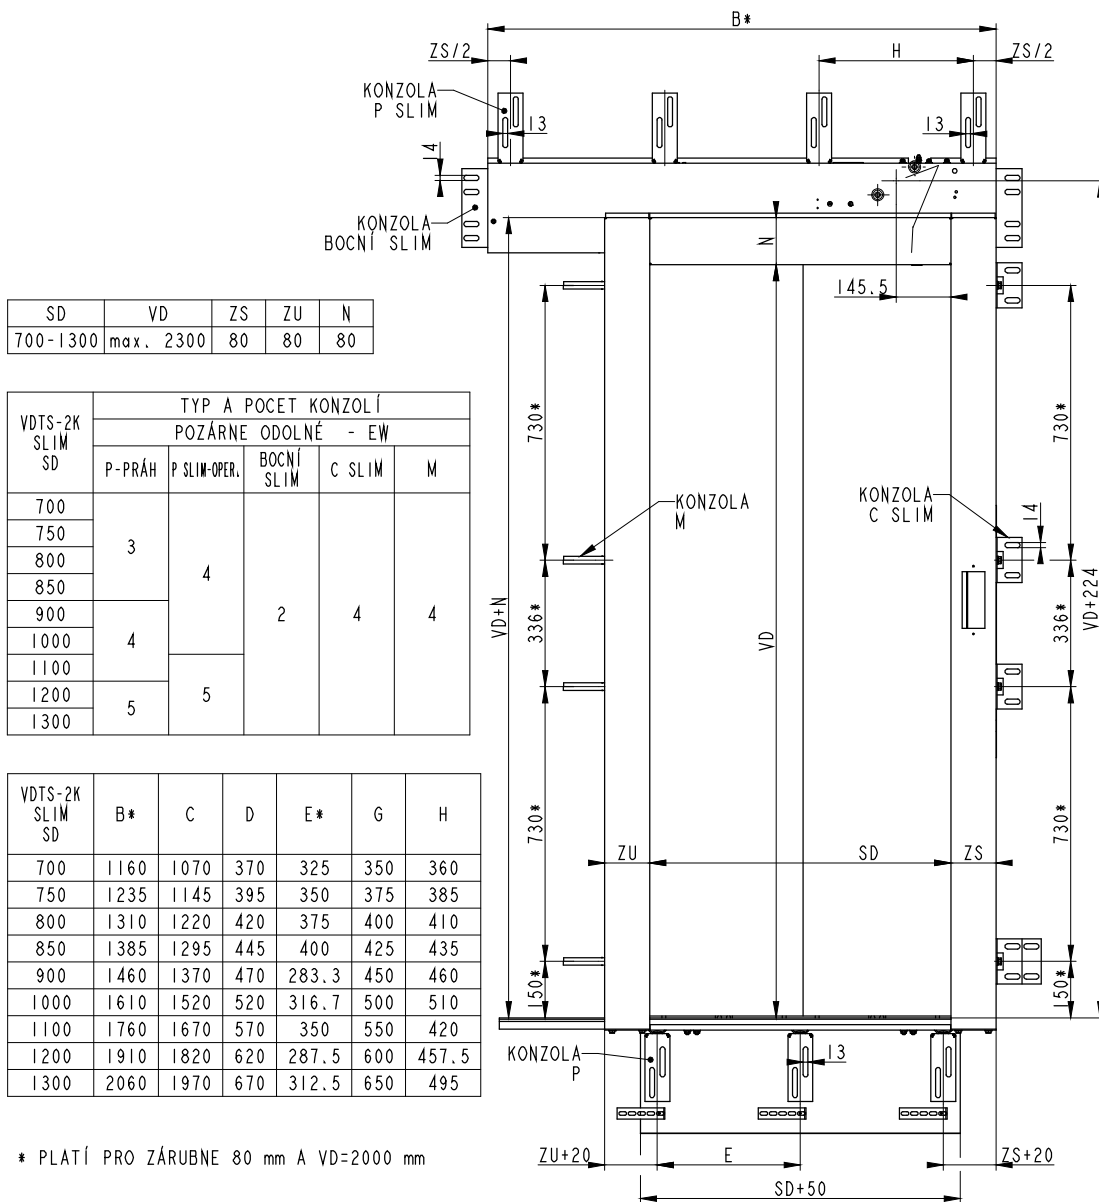 B*
ZS/2
H
ZS/2
KONZOLA
P SLIM
13
13
14
KONZOLA
BOCNÍ SLIM
N
145.5
SD VD ZS ZU N
700-1300 max. 2300 80 80 80
VDTS-2K
SLIM
SD
TYP A POCET KONZOLÍ
POZÁRNE ODOLNÉ - EW
P-PRÁH P SLIM-OPER. BOCNÍ
SLIM C SLIM M
700
750
800
850
900
1000
1100
1200
1300
3
4
5
4
5
2
4
4
730*
336*
730*
150*
VD+N
VD
KONZOLA
M
KONZOLA
C SLIM
14
730*
336*
730*
150*
VD+224
ZU
SD
ZS
VDTS-2K
SLIM
SD
B* C D E* G H
700 1160 1070 370 325 350 360
750 1235 1145 395 350 375 385
800 1310 1220 420 375 400 410
850 1385 1295 445 400 425 435
900 1460 1370 470 283.3 450 460
1000 1610 1520 520 316.7 500 510
1100 1760 1670 570 350 550 420
1200 1910 1820 620 287.5 600 457.5
1300 2060 1970 670 312.5 650 495
KONZOLA
P
13
* PLATÍ PRO ZÁRUBNE 80 mm A VD=2000 mm
ZU+20
E
ZS+20
SD+50